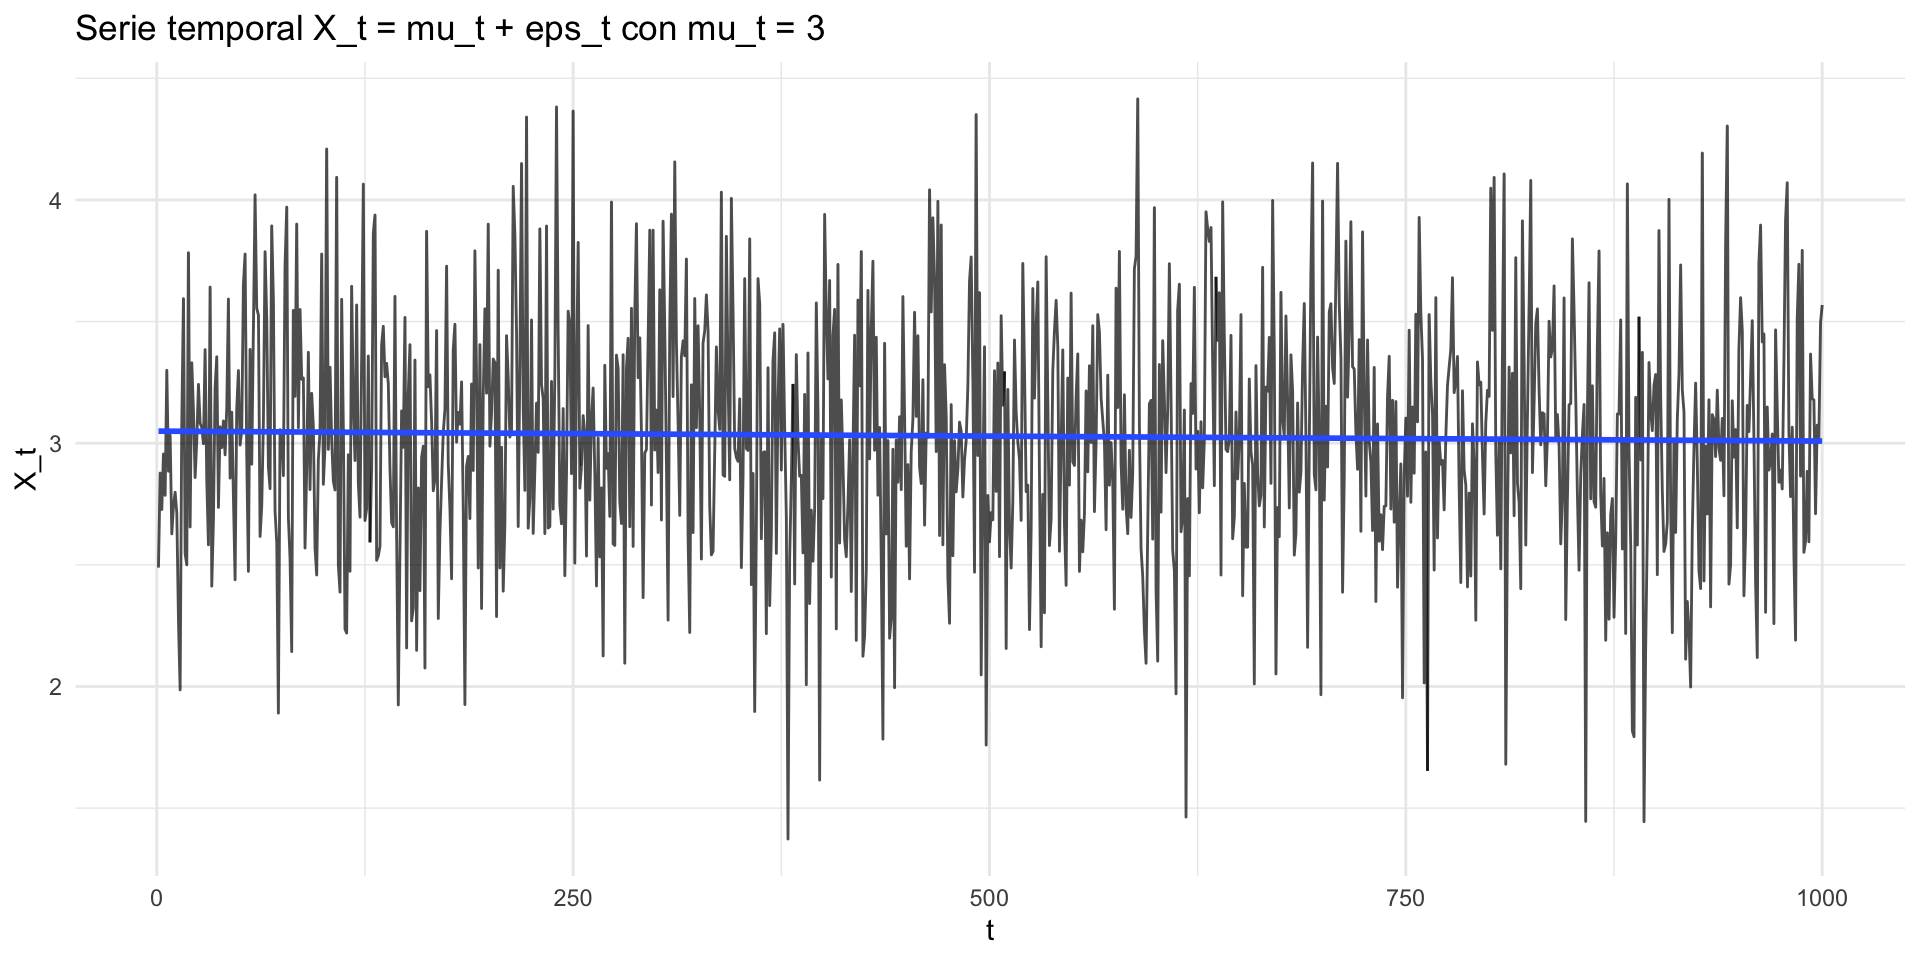 Serie temporal X_t = mu_t + eps_t con mu_t = 3
X_t
4
3
2
0
250
500
750
1000
t